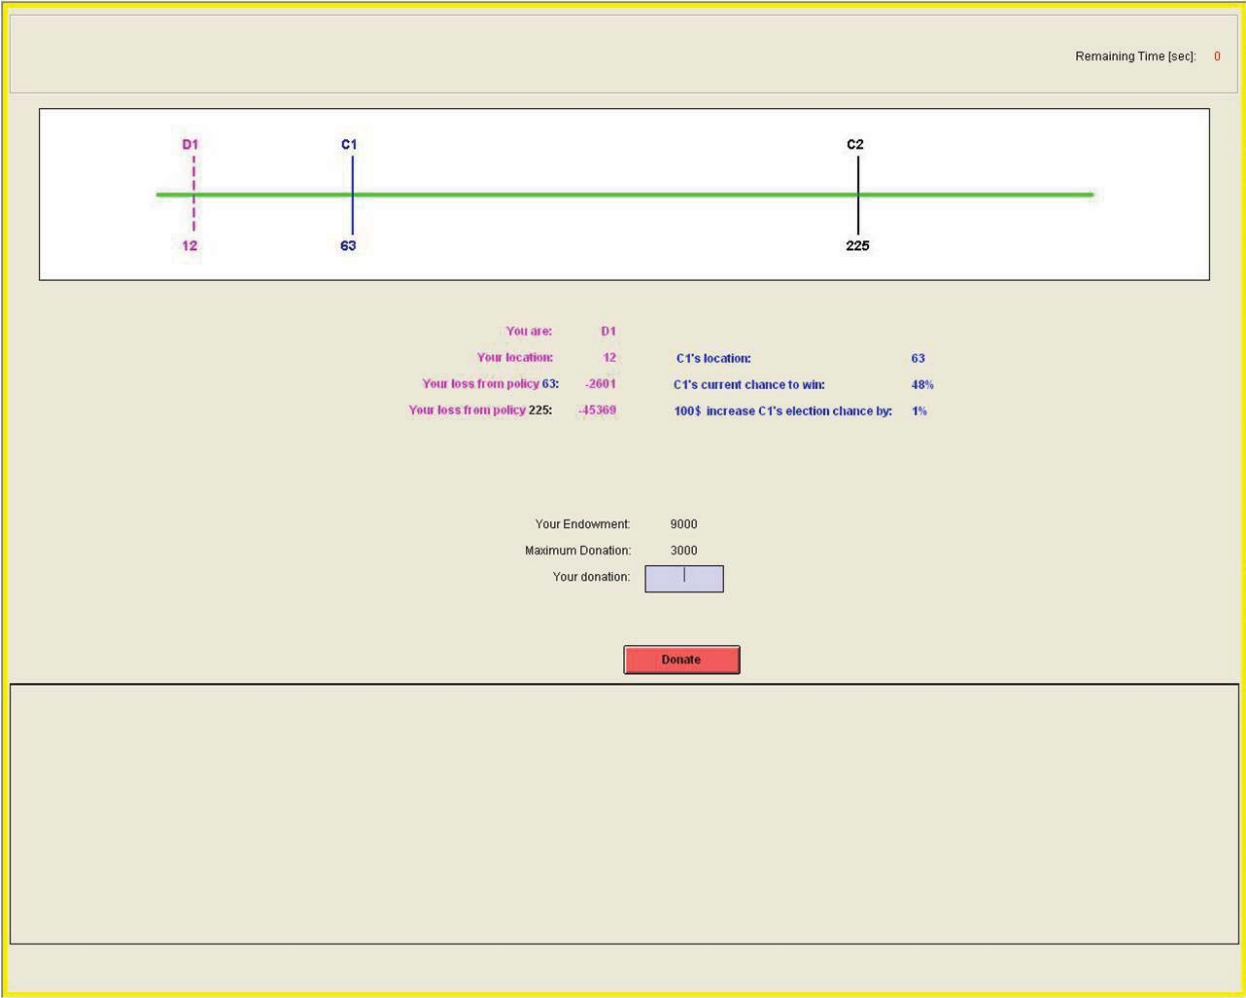 Remaining Time [sec]: 0
D1 C1 C2
12 63 225
You are: D1
Your location: 12 C1's location: 63
Your loss from policy 63: -2601 C1's current chance to win: 48%
Your loss from policy 225: -45369 100$ increase C1's election chance by: 1%
Your Endowment: 9000
Maximum Donation: 3000
Your donation:
Donate